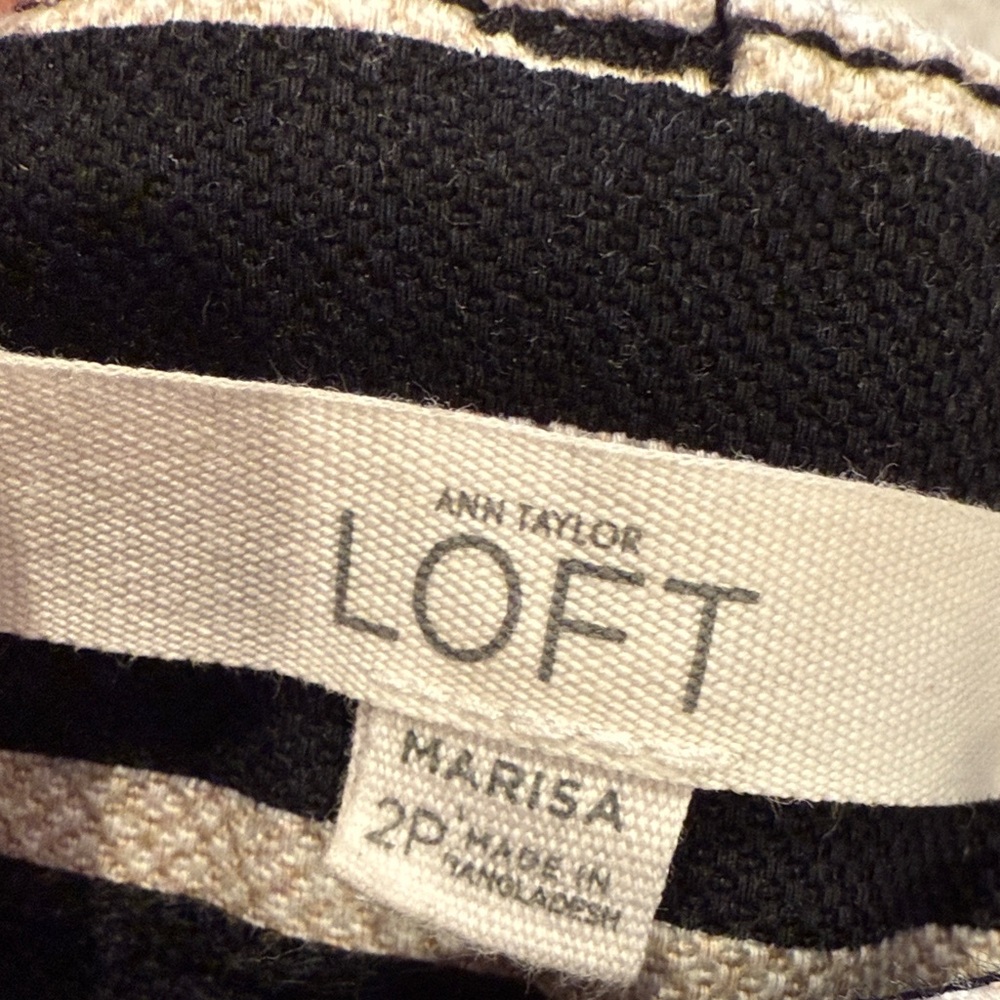 ANN TAYLOR
LOFT
MARISA
2P MADE IN
BANGLADESH